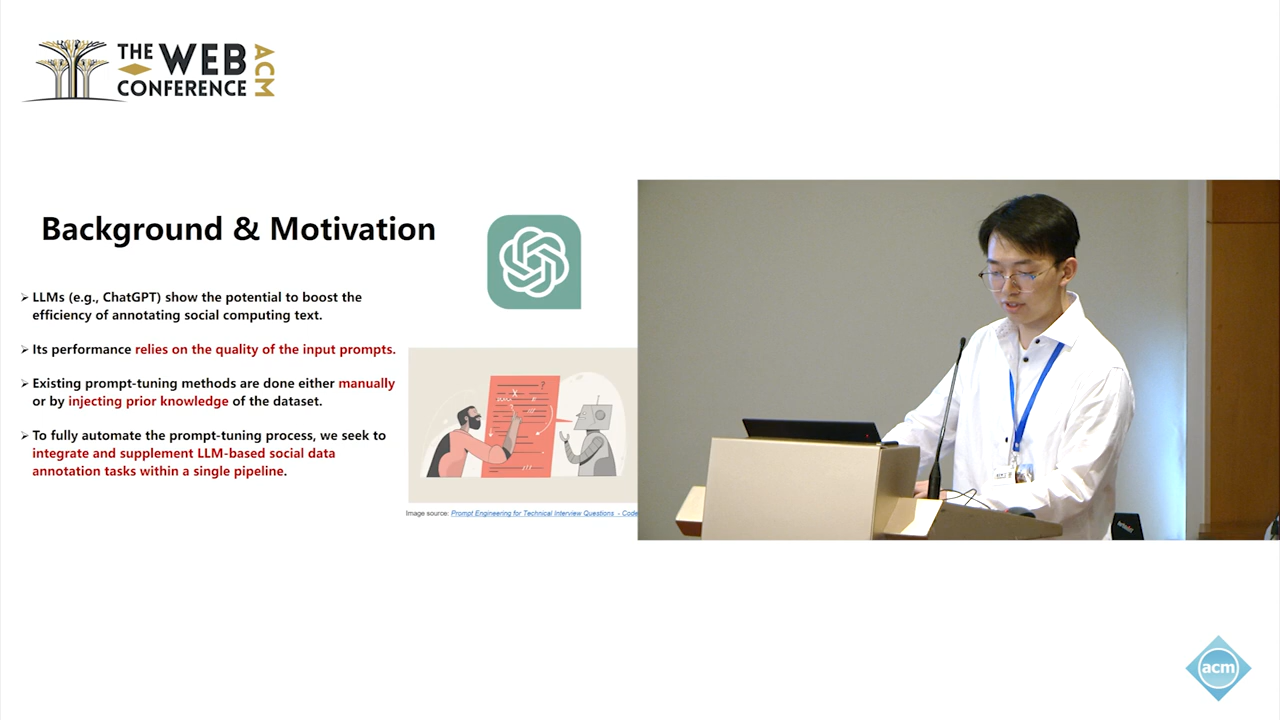 THE WEB
CONFERENCE
ACM
Background & Motivation
LLMs (e.g., ChatGPT) show the potential to boost the
efficiency of annotating social computing text.
Its performance relies on the quality of the input prompts.
Existing prompt-tuning methods are done either manually
or by injecting prior knowledge of the dataset.
To fully automate the prompt-tuning process, we seek to
integrate and supplement LLM-based social data
annotation tasks within a single pipeline.
Image source: Prompt Engineering for Technical Interview Questions - Code
acm